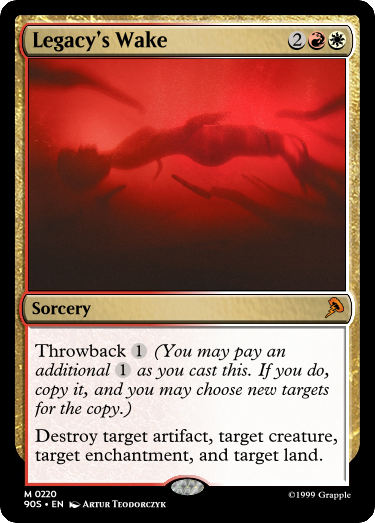 Legacy's Wake 2
Sorcery
Throwback 1 (You may pay an
additional 1 as you cast this. If you do,
copy it, and you may choose new targets
for the copy.)
Destroy target artifact, target creature,
target enchantment, and target land.
M 0220
90S • EN Artur Teodorczyk
©1999 Grapple